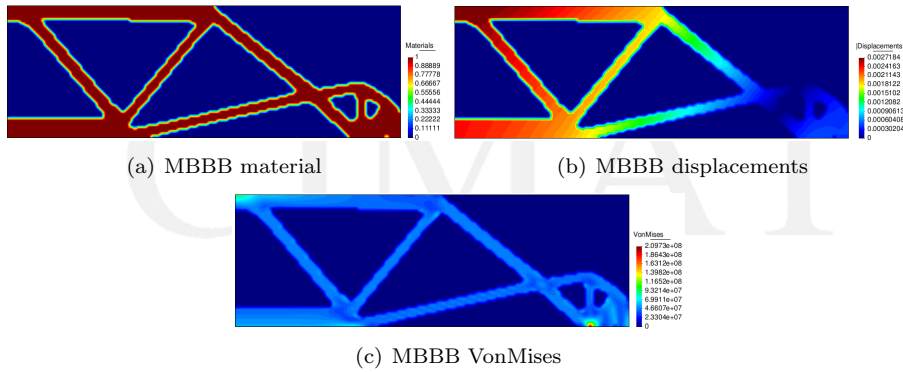 Materials
1
0.88889
0.77778
0.66667
0.55556
0.44444
0.33333
0.22222
0.11111
0
|Displacements
0.0027184
0.0024163
0.0021143
0.0018122
0.0015102
0.0012082
0.00090613
0.00060408
0.00030204
0
(a) MBBB material
(b) MBBB displacements
CIMAT
VonMises
2.0973e+08
1.8643e+08
1.6312e+08
1.3982e+08
1.1652e+08
9.3214e+07
6.9911e+07
4.6607e+07
2.3304e+07
0
(c) MBBB VonMises